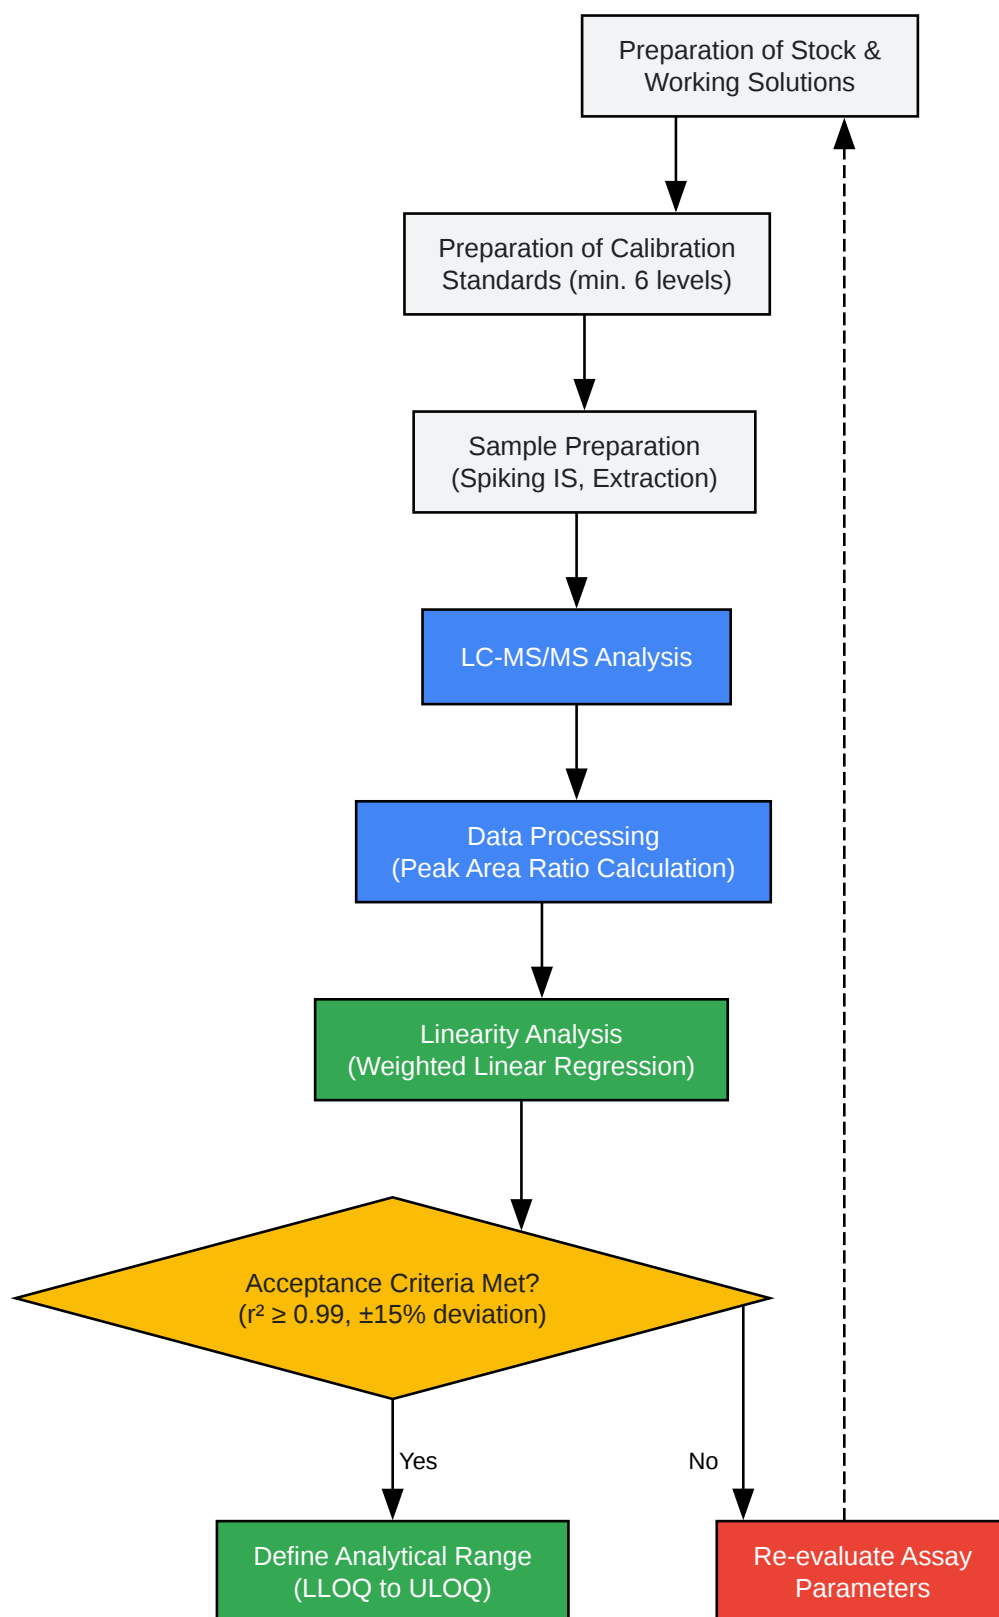 Preparation of Stock &
Working Solutions
Preparation of Calibration
Standards (min. 6 levels)
Sample Preparation
(Spiking IS, Extraction)
LC-MS/MS Analysis
Data Processing
(Peak Area Ratio Calculation)
Linearity Analysis
(Weighted Linear Regression)
Acceptance Criteria Met?
(r² ≥ 0.99, ±15% deviation)
Yes
No
Define Analytical Range
(LLOQ to ULOQ)
Re-evaluate Assay
Parameters